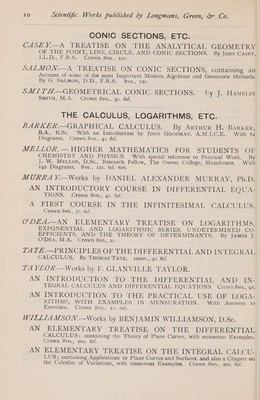 10 Scientific Works published by Longmans, Green, & Co.
CONIC SECTIONS, ETC.
CASEY.—A TREATISE ON THE ANALYTICAL GEOMETRY
OF THE POINT, LINE, CIRCLE, AND CONIC SECTIONS. By JOHN CASEY,
LL.D., F.R.S. Crown 8vo., 12s.
SALMON.—A TREATISE ON CONIC SECTIONS, containing an
Account of some of the most Important Modern Algebraic and Geometric Methods.
By G. SALMON, D.D., F.R.S. 8vo., 12s.
SMITH.—GEOMETRICAL CONIC SECTIONS. By J. HAMBLIN
SMITH, M.A. Crown 8vo., 3s. 6d.
THE CALCULUS, LOGARITHMS, ETC.
BARKER.—GRAPHICAL CALCULUS. By ARTHUR H. BARKER,
B.A., B.Sc. With an Introduction by JOHN GOODMAN, A.M.I.C.E. With 61
Diagrams. Crown 8vo., 4s. 6d.
MELLOR.—HIGHER MATHEMATICS FOR STUDENTS OF
CHEMISTRY AND PHYSICS. With special reference to Practical Work. By
J. W. MELLOR, D.Sc., Research Fellow, The Owens College, Manchester. With
142 Diagrams. 8vo., 12s. 6d. net.
MURRAY.—Works by DANIEL ALEXANDER MURRAY, Ph.D.
AN INTRODUCTORY COURSE IN DIFFERENTIAL EQUA-
TIONS. Crown 8vo., 4s. 6d.
A FIRST COURSE IN THE INFINITESIMAL CALCULUS.
Crown 8vo., 7s. 6d.
O'DEA.—AN ELEMENTARY TREATISE ON LOGARITHMS,
EXPONENTIAL AND LOGARITHMIC SERIES, UNDETERMINED CO-
EFFICIENTS, AND THE THEORY OF DETERMINANTS. By JAMES J.
O'DEA, M.A. Crown 8vo., 2s.
TATE.—PRINCIPLES OF THE DIFFERENTIAL AND INTEGRAL
CALCULUS. By THOMAS TATE. 12mo., 4s. 6d.
TAYLOR.—Works by F. GLANVILLE TAYLOR.
AN INTRODUCTION TO THE DIFFERENTIAL AND IN-
TEGRAL CALCULUS AND DIFFERENTIAL EQUATIONS. Crown 8vo., 9s.
AN INTRODUCTION TO THE PRACTICAL USE OF LOGA-
RITHMS, WITH EXAMPLES IN MENSURATION. With Answers to
Exercises. Crown 8vo., 1s. 6d.
WILLIAMSON.—Works by BENJAMIN WILLIAMSON, D.Sc.
AN ELEMENTARY TREATISE ON THE DIFFERENTIAL
CALCULUS; containing the Theory of Plane Curves, with numerous Examples.
Crown 8vo., 10s. 6d.
AN ELEMENTARY TREATISE ON THE INTEGRAL CALCU-
LUS; containing Applications to Plane Curves and Surfaces, and also a Chapter on
the Calculus of Variations, with numerous Examples. Crown 8vo., 10s. 6d.